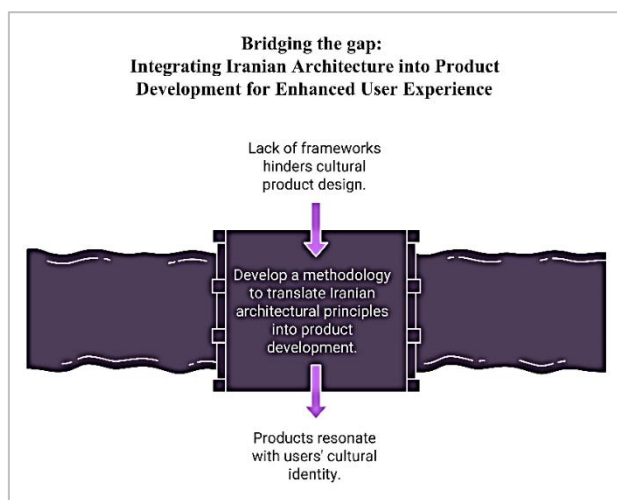 Bridging the gap:
Integrating Iranian Architecture into Product
Development for Enhanced User Experience
Lack of frameworks
hinders cultural
product design.
Develop a methodology
to translate Iranian
architectural principles
into product
development.
Products resonate
with users' cultural
identity.